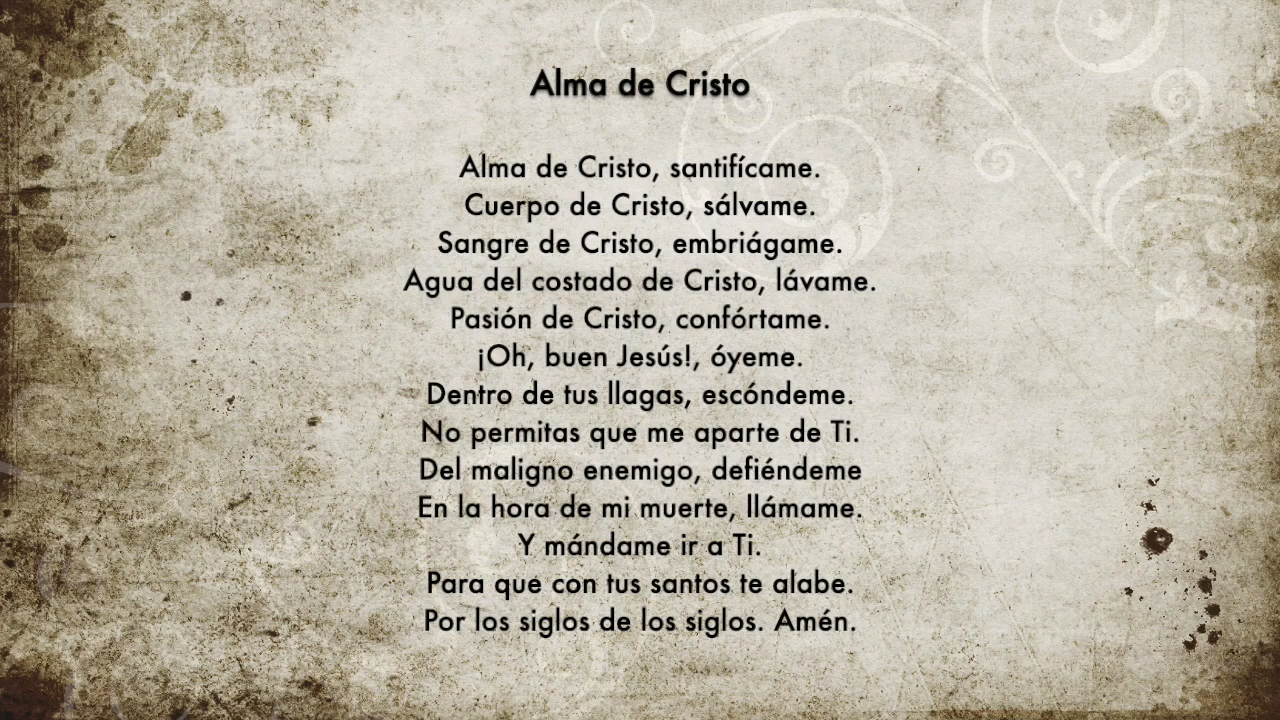 Alma de Cristo
Alma de Cristo, santifícame.
Cuerpo de Cristo, sálvame.
Sangre de Cristo, embriágame.
Agua del costado de Cristo, lávame.
Pasión de Cristo, confórtame.
¡Oh, buen Jesús!, óyeme.
Dentro de tus llagas, escóndeme.
No permitas que me aparte de Ti.
Del maligno enemigo, defiéndeme
En la hora de mi muerte, llámame.
Y mándame ir a Ti.
Para que con tus santos te alabe.
Por los siglos de los siglos. Amén.